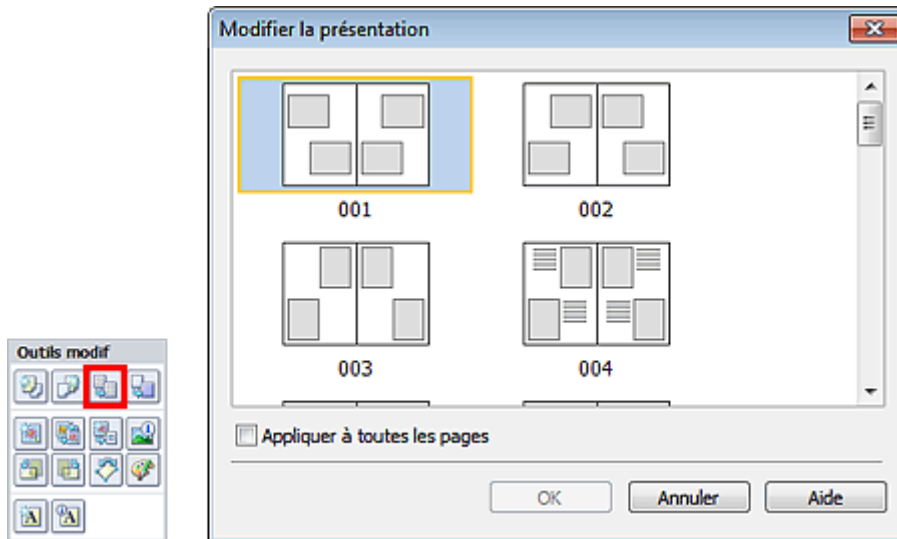 Modifier la présentation
001
002
003
004
Outils modif
Appliquer à toutes les pages
OK
Annuler
Aide
A
A